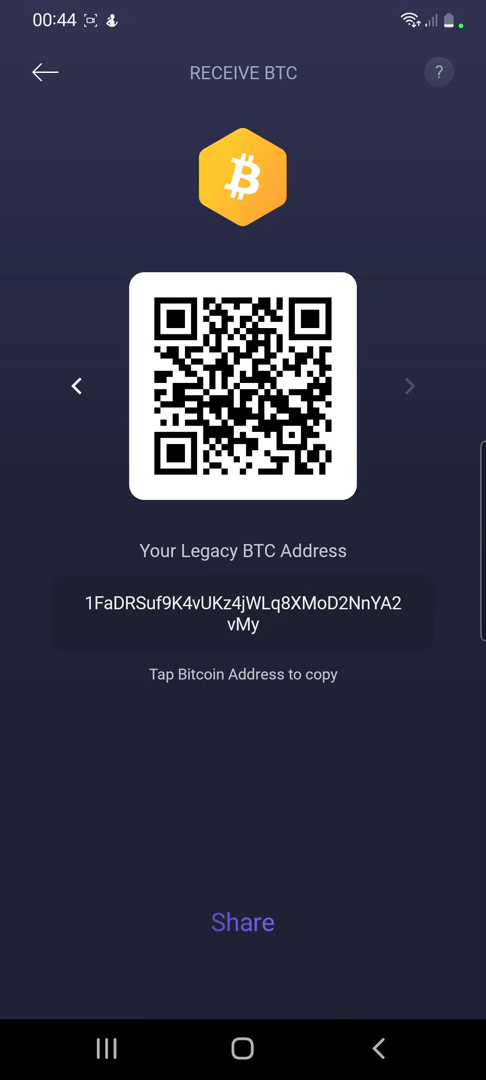 00:44
RECEIVE BTC
?
Your Legacy BTC Address
1FaDRSuf9K4vUKz4jWLq8XMoD2NnYA2
vMy
Tap Bitcoin Address to copy
Share